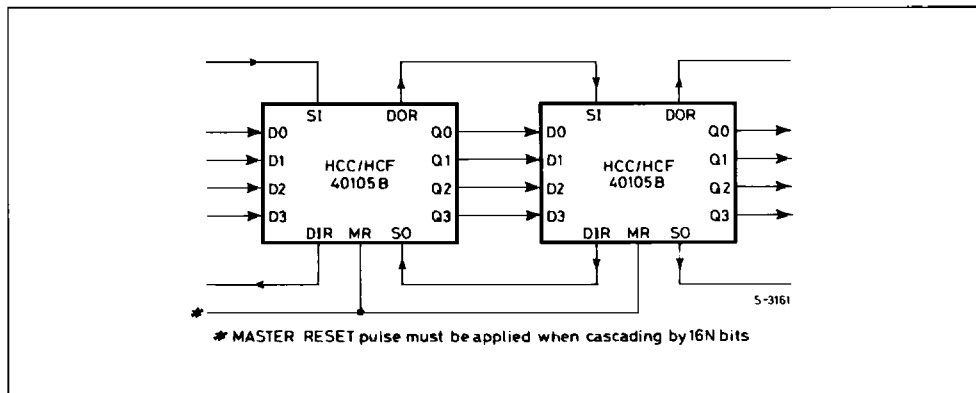 SI DOR SI DOR
D0 Q0 D0 Q0
D1 HCC/HCF Q1 D1 HCC/HCF Q1
D2 40105B Q2 D2 40105B Q2
D3 Q3 D3 Q3
DIR MR SO DIR MR SO
S-3161
*
* MASTER RESET pulse must be applied when cascading by 16N bits